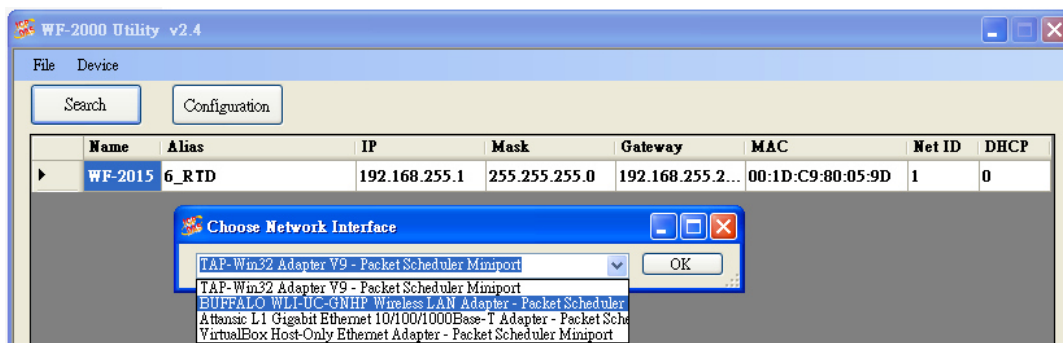 WF-2000 Utility v2.4
File Device
Search Configuration
Name Alias IP Mask Gateway MAC Net ID DHCP
WF-2015 6_RTD 192.168.255.1 255.255.255.0 192.168.255.2... 00:1D:C9:80:05:9D 1 0
Choose Network Interface
TAP-Win32 Adapter V9 - Packet Scheduler Miniport OK
TAP-Win32 Adapter V9 - Packet Scheduler Miniport
BUFFALO WLI-UC-GNHP Wireless LAN Adapter - Packet Scheduler
Attansic L1 Gigabit Ethernet 10/100/1000Base-T Adapter - Packet Sche
VirtualBox Host-Only Ethernet Adapter - Packet Scheduler Miniport